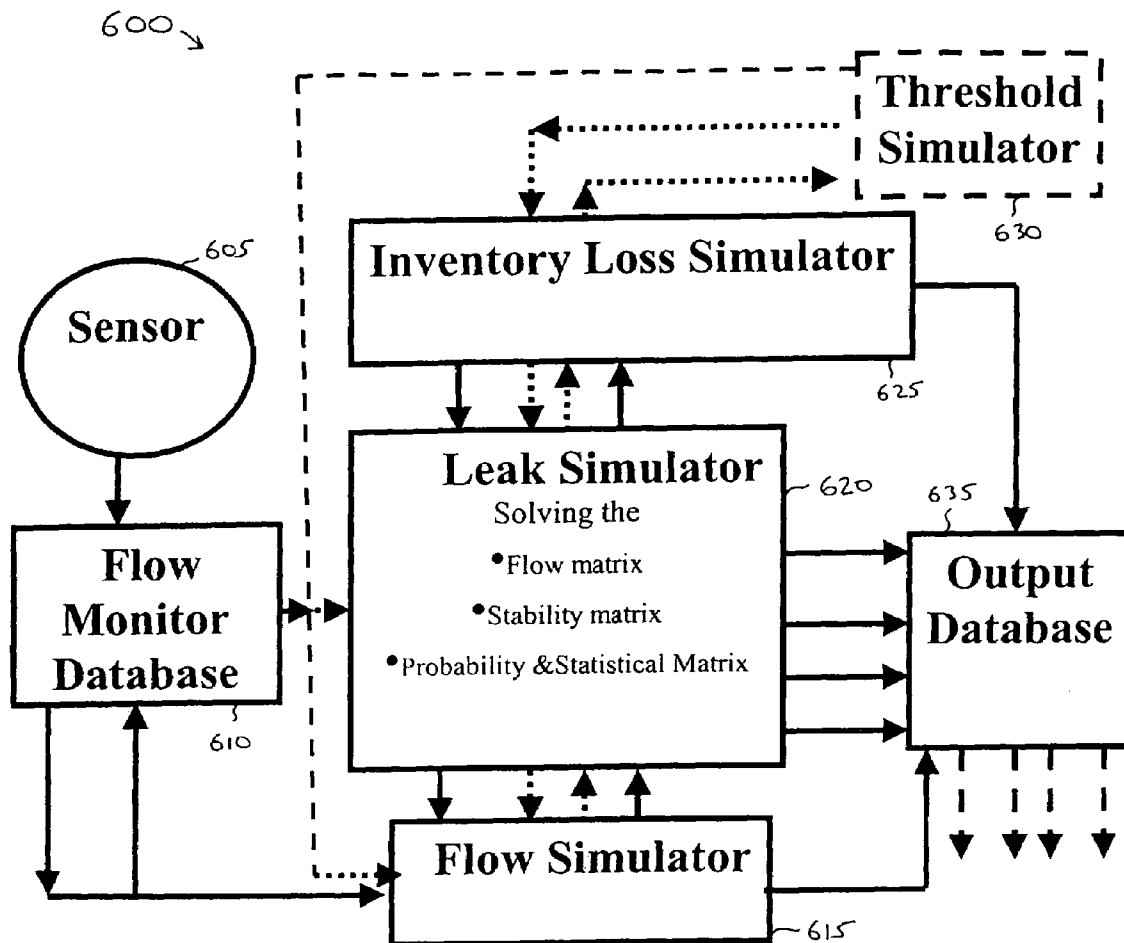 600
Threshold
Simulator
630
Inventory Loss Simulator
625
605
Sensor
Leak Simulator
Solving the
•Flow matrix
•Stability matrix
•Probability &Statistical Matrix
620
Flow
Monitor
Database
610
635
Output
Database
Flow Simulator
615